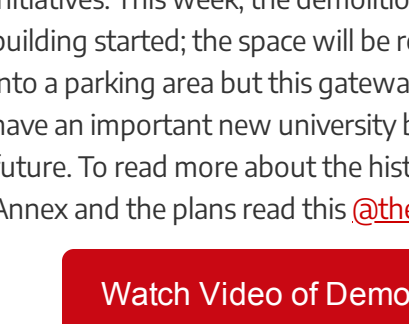 initiatives. This week, the demolitio
building started; the space will be r
into a parking area but this gatewa
have an important new university b
future. To read more about the hist
Annex and the plans read this @the
Watch Video of Demo